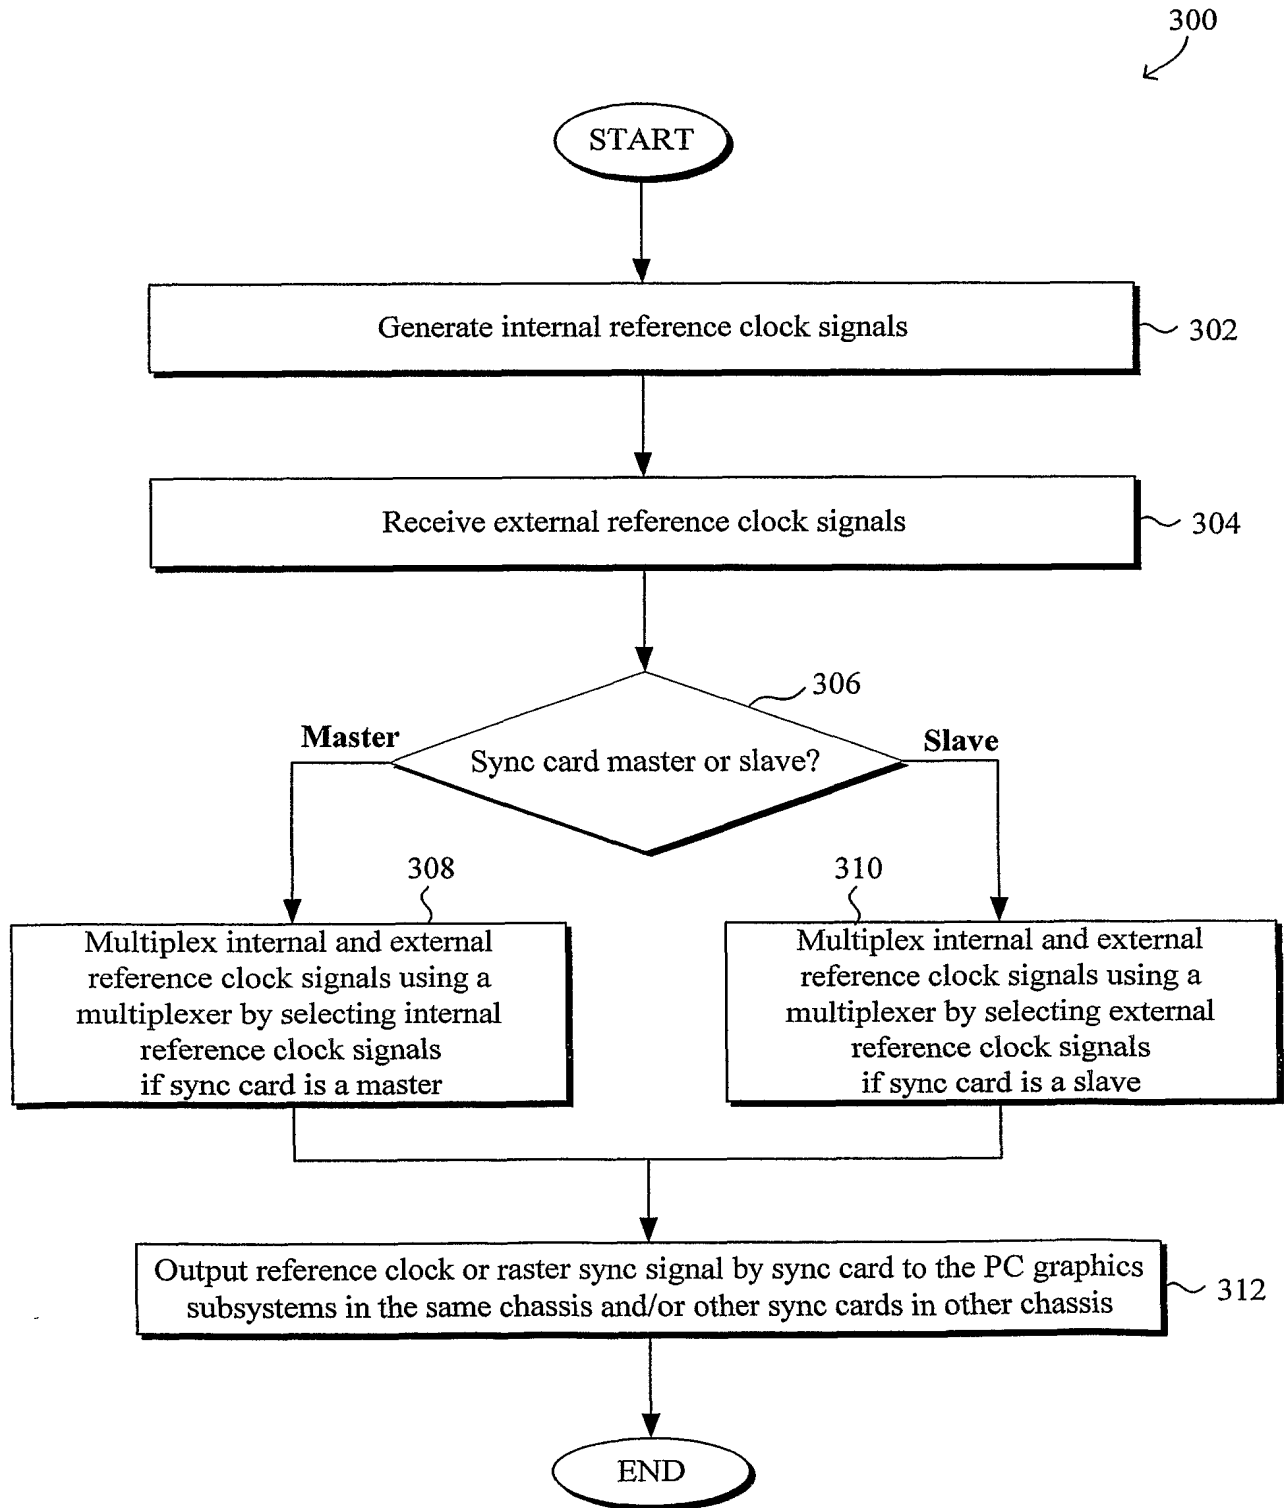 300
START
Generate internal reference clock signals
302
Receive external reference clock signals
304
306
Master
Sync card master or slave?
Slave
308
310
Multiplex internal and external
reference clock signals using a
multiplexer by selecting internal
reference clock signals
if sync card is a master
Multiplex internal and external
reference clock signals using a
multiplexer by selecting external
reference clock signals
if sync card is a slave
Output reference clock or raster sync signal by sync card to the PC graphics
subsystems in the same chassis and/or other sync cards in other chassis
312
END